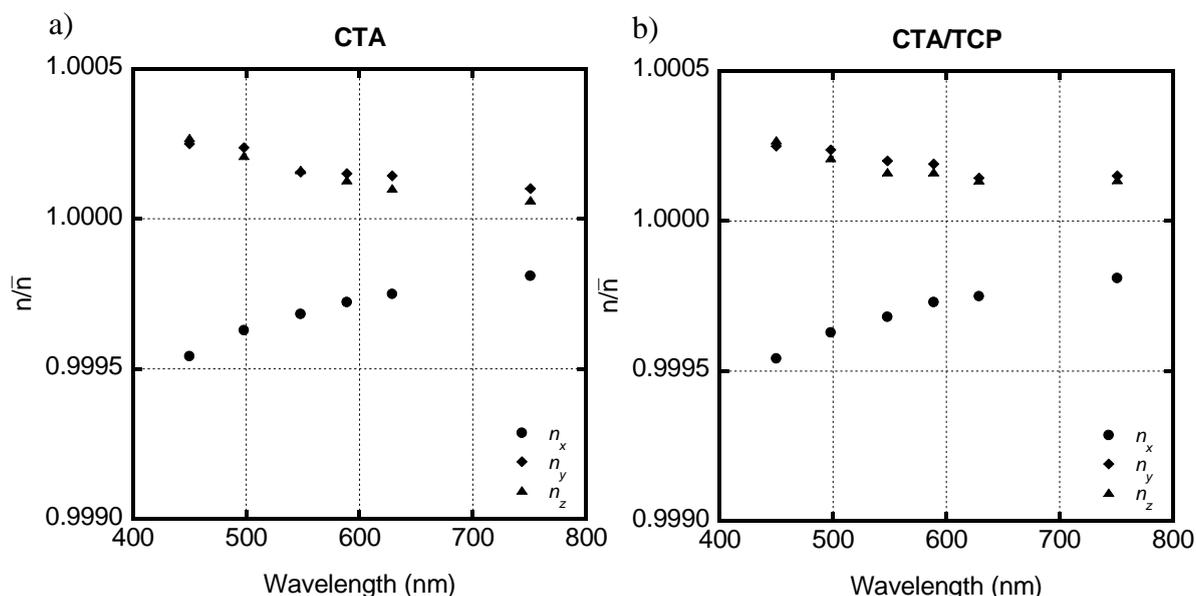 a)
CTA
1.0005
1.0000
0.9995
0.9990
n/n̅
400 500 600 700 800
Wavelength (nm)
n_x
n_y
n_z
b)
CTA/TCP
1.0005
1.0000
0.9995
0.9990
n/n̅
400 500 600 700 800
Wavelength (nm)
n_x
n_y
n_z